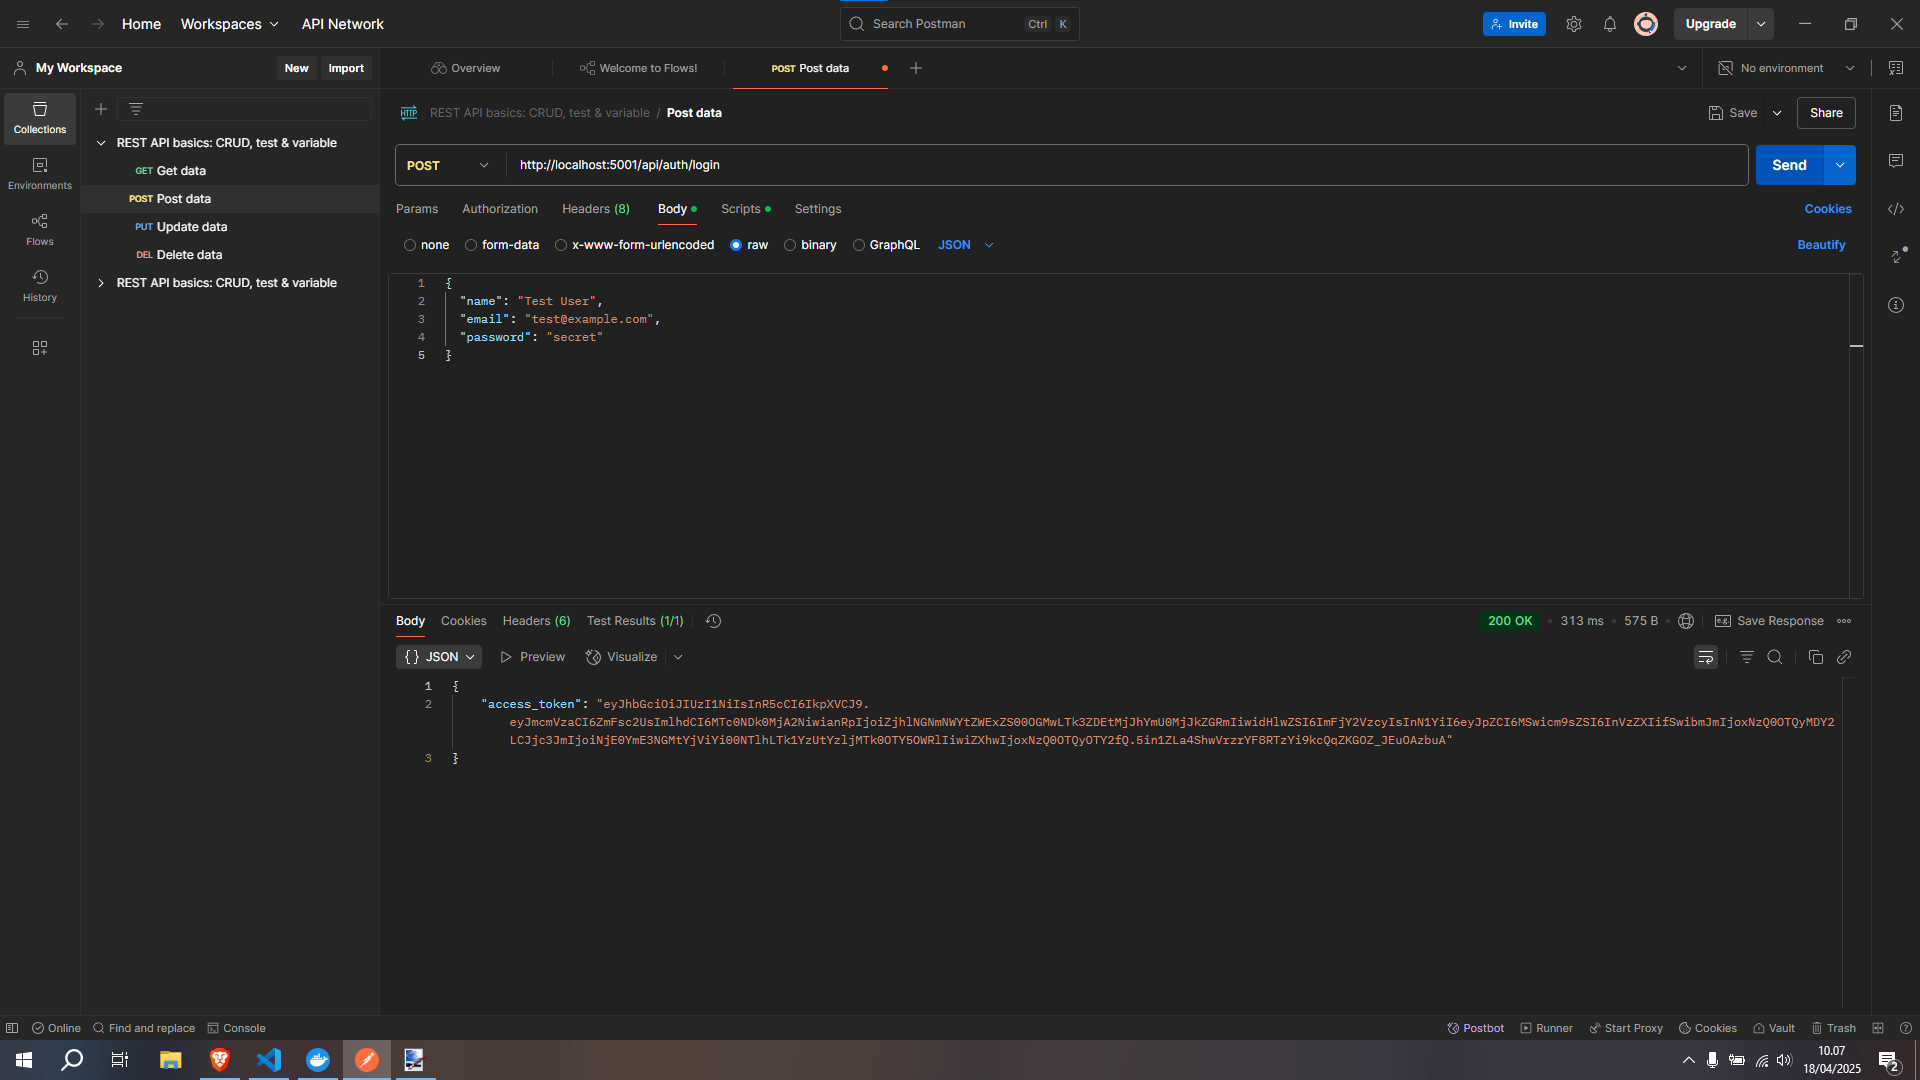 Home Workspaces API Network
Search Postman Ctrl K
Invite Upgrade
My Workspace New Import
Overview Welcome to Flows! POST Post data No environment
Collections
Environments
Flows
History
REST API basics: CRUD, test & variable
GET Get data
POST Post data
PUT Update data
DEL Delete data
REST API basics: CRUD, test & variable
HTTP REST API basics: CRUD, test & variable / Post data Save Share
POST http://localhost:5001/api/auth/login Send
Params Authorization Headers (8) Body Scripts Settings Cookies
none form-data x-www-form-urlencoded raw binary GraphQL JSON Beautify
1 {
2 "name": "Test User",
3 "email": "test@example.com",
4 "password": "secret"
5 }
Body Cookies Headers (6) Test Results (1/1) 200 OK • 313 ms • 575 B e.g. Save Response
{} JSON Preview Visualize
1 {
2 "access_token": "eyJhbGciOiJIUzI1NiIsInR5cCI6IkpXVCJ9.
eyJmcmVzaCI6ZmFsc2UsImlhdCI6MTc0NDk0MjA2NiwianRpIjoiZjhlNGNmNWYtZWExZS00OGMwLTk3ZDEtMjJhYmU0MjJkZGRmIiwidHlwZSI6ImFjY2VzcyIsInN1YiI6eyJpZCI6MSwicm9sZSI6InVzZXIifSwibmJmIjoxNzQ0OTQyMDY2
LCJjc3JmIjoiNjE0YmE3NGMtYjViYi00NTlhLTk1YzUtYzljMTk0OTY5OWRlIiwiZXhwIjoxNzQ0OTQyOTY2fQ.5in1ZLa4ShwVrzrYF8RTzYi9kcQqZKGOZ_JEuOAzbuA"
3 }
Online Find and replace Console Postbot Runner Start Proxy Cookies Vault Trash
10.07
18/04/2025
2